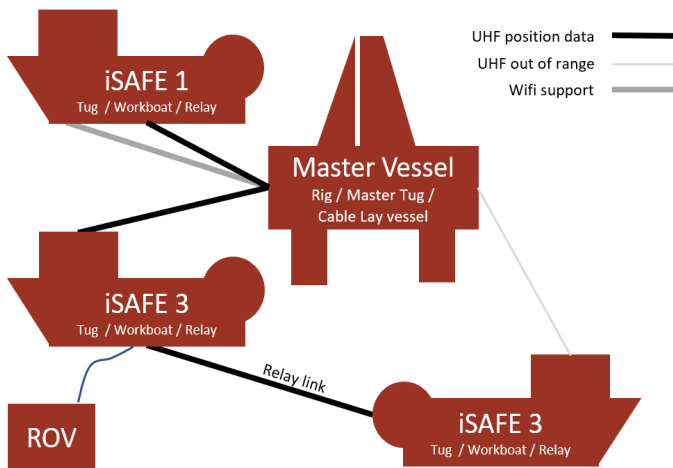 UHF position data
UHF out of range
Wifi support
iSAFE 1
Tug / Workboat / Relay
Master Vessel
Rig / Master Tug /
Cable Lay vessel
iSAFE 3
Tug / Workboat / Relay
Relay link
ROV
iSAFE 3
Tug / Workboat / Relay